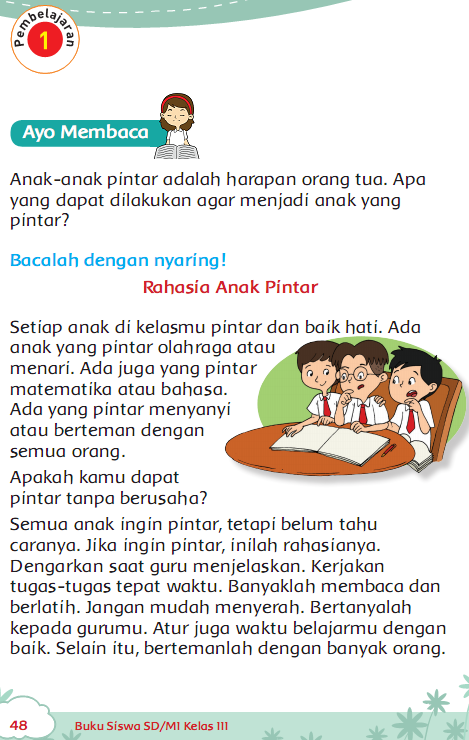 Pembelajaran
1
Ayo Membaca
Anak-anak pintar adalah harapan orang tua. Apa
yang dapat dilakukan agar menjadi anak yang
pintar?
Bacalah dengan nyaring!
Rahasia Anak Pintar
Setiap anak di kelasmu pintar dan baik hati. Ada
anak yang pintar olahraga atau
menari. Ada juga yang pintar
matematika atau bahasa.
Ada yang pintar menyanyi
atau berteman dengan
semua orang.
Apakah kamu dapat
pintar tanpa berusaha?
Semua anak ingin pintar, tetapi belum tahu
caranya. Jika ingin pintar, inilah rahasianya.
Dengarkan saat guru menjelaskan. Kerjakan
tugas-tugas tepat waktu. Banyaklah membaca dan
berlatih. Jangan mudah menyerah. Bertanyalah
kepada gurumu. Atur juga waktu belajarmu dengan
baik. Selain itu, bertemanlah dengan banyak orang.
48
Buku Siswa SD/MI Kelas III